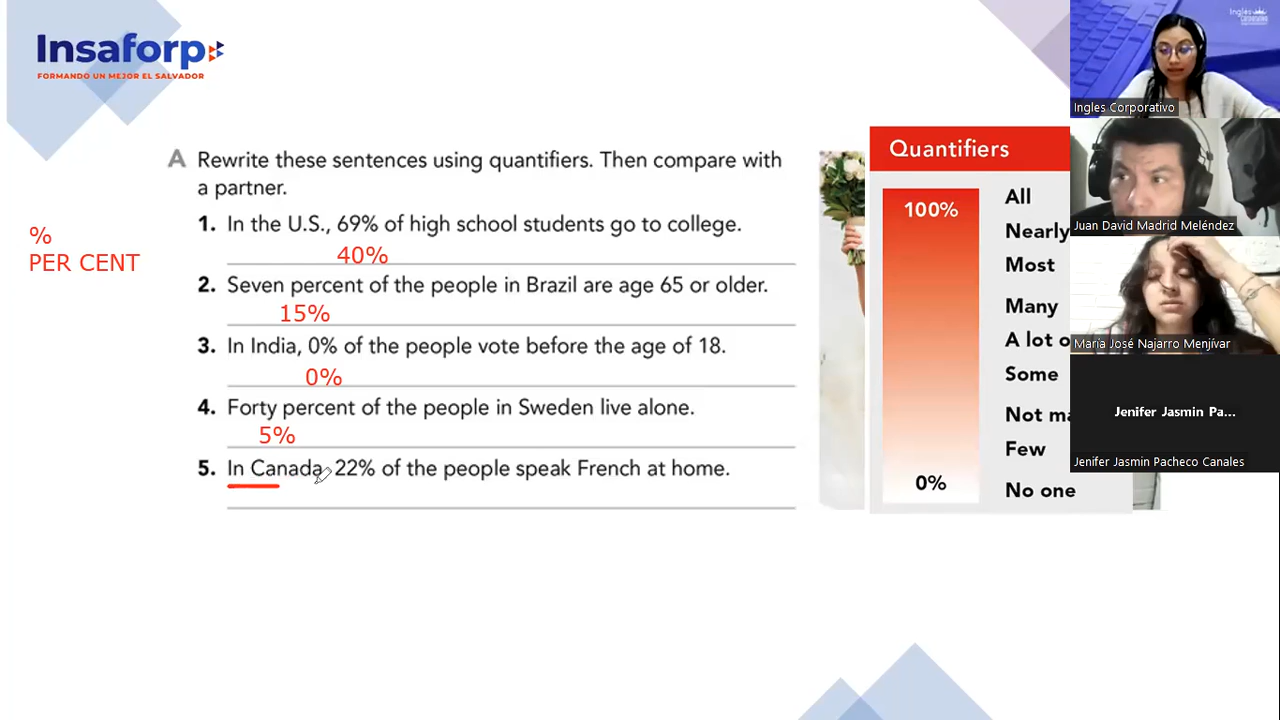 Insaforp
FORMANDO UN MEJOR EL SALVADOR
A Rewrite these sentences using quantifiers. Then compare with
a partner.
1. In the U.S., 69% of high school students go to college.
40%
2. Seven percent of the people in Brazil are age 65 or older.
15%
3. In India, 0% of the people vote before the age of 18.
0%
4. Forty percent of the people in Sweden live alone.
5%
5. In Canada, 22% of the people speak French at home.
%
PER CENT
Quantifiers
100%
0%
All
Nearly
Most
Many
A lot o
Some
Not ma
Few
No one
Ingles
Ingles Corporativo
Juan David Madrid Meléndez
María José Najarro Menjívar
Jenifer Jasmin Pa...
Jenifer Jasmin Pacheco Canales